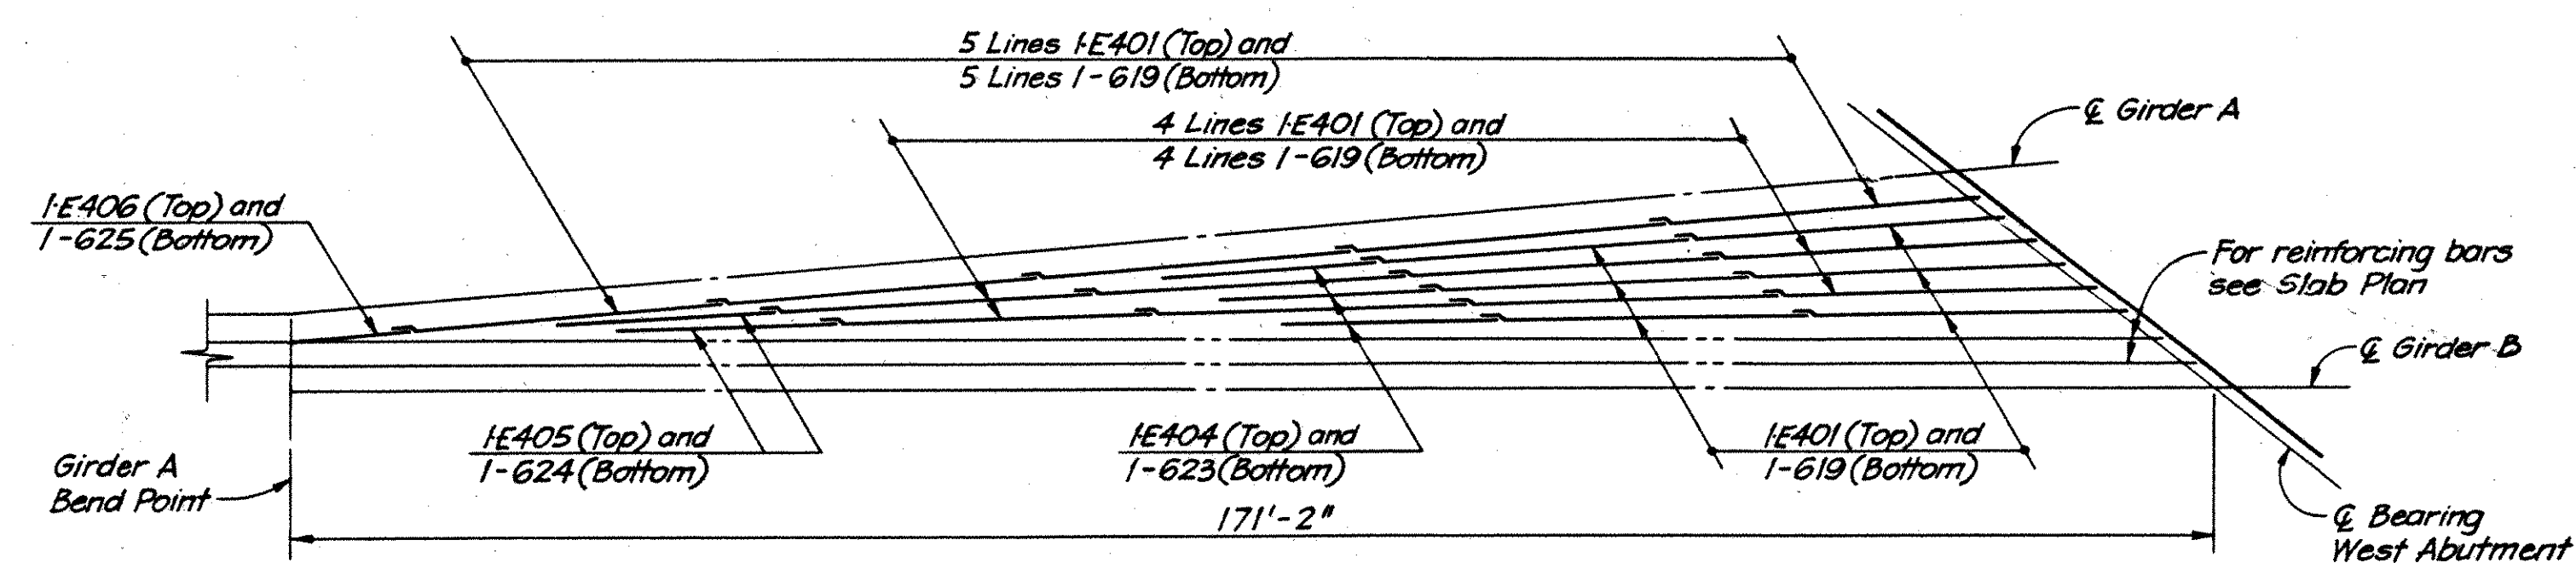 5 Lines 1-E401 (Top) and
5 Lines 1-619 (Bottom)
4 Lines 1-E401 (Top) and
4 Lines 1-619 (Bottom)
℄ Girder A
1-E406 (Top) and
1-625 (Bottom)
For reinforcing bars
see Slab Plan
℄ Girder B
1-E405 (Top) and
1-624 (Bottom)
1-E404 (Top) and
1-623 (Bottom)
1-E401 (Top) and
1-619 (Bottom)
Girder A
Bend Point
171'-2"
℄ Bearing
West Abutment